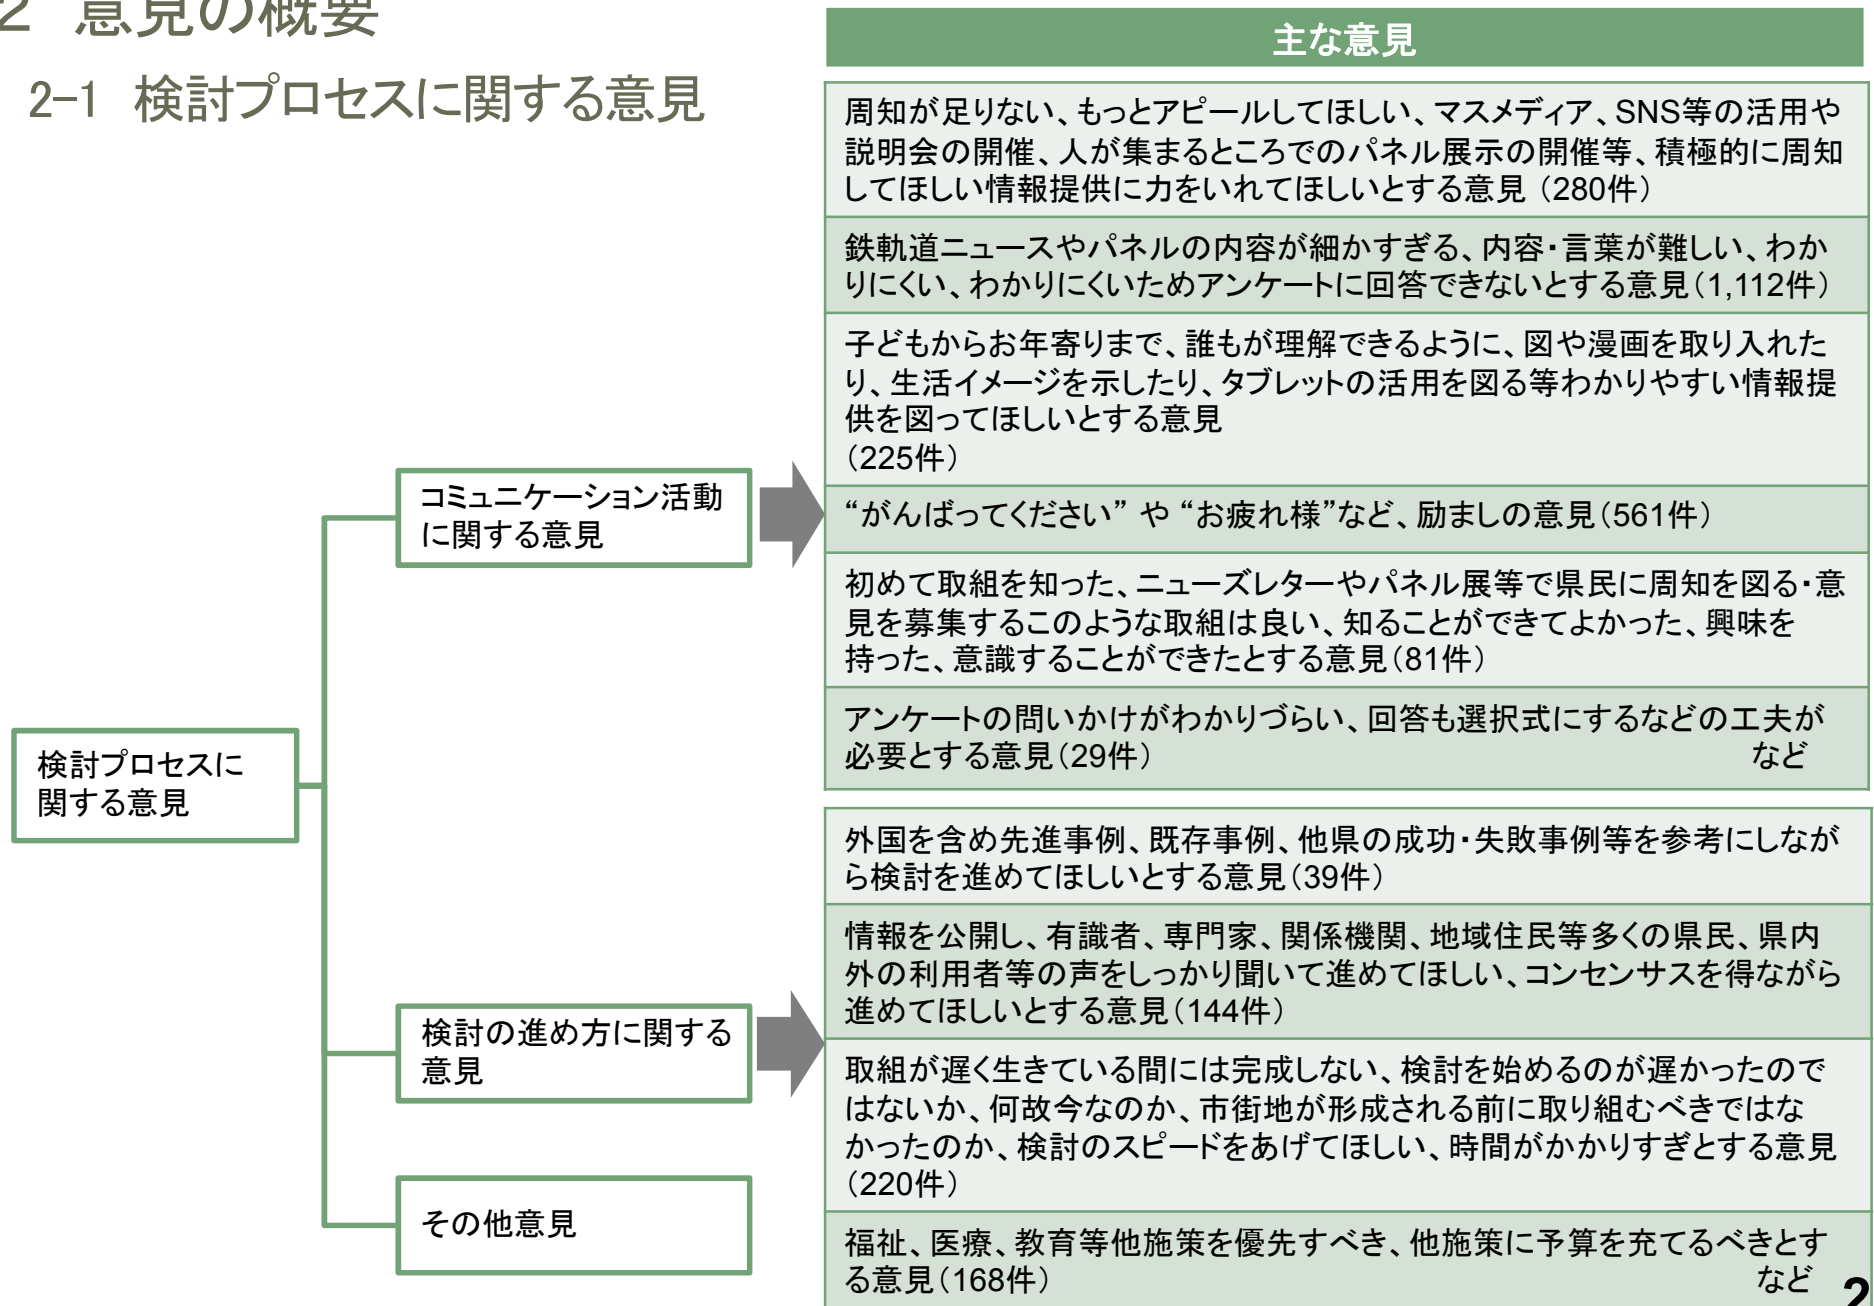 2 意見の概要
2-1 検討プロセスに関する意見
検討プロセスに
関する意見
コミュニケーション活動
に関する意見
検討の進め方に関する
意見
その他意見
主な意見
周知が足りない、もっとアピールしてほしい、マスメディア、SNS等の活用や
説明会の開催、人が集まるところでのパネル展示の開催等、積極的に周知
してほしい情報提供に力をいれてほしいとする意見（280件）
鉄軌道ニュースやパネルの内容が細かすぎる、内容・言葉が難しい、わか
りにくい、わかりにくいためアンケートに回答できないとする意見（1,112件）
子どもからお年寄りまで、誰もが理解できるように、図や漫画を取り入れた
り、生活イメージを示したり、タブレットの活用を図る等わかりやすい情報提
供を図ってほしいとする意見
（225件）
“がんばってください” や “お疲れ様”など、励ましの意見（561件）
初めて取組を知った、ニューズレターやパネル展等で県民に周知を図る・意
見を募集するこのような取組は良い、知ることができてよかった、興味を
持った、意識することができたとする意見（81件）
アンケートの問いかけがわかりづらい、回答も選択式にするなどの工夫が
必要とする意見（29件） など
外国を含め先進事例、既存事例、他県の成功・失敗事例等を参考にしなが
ら検討を進めてほしいとする意見（39件）
情報を公開し、有識者、専門家、関係機関、地域住民等多くの県民、県内
外の利用者等の声をしっかり聞いて進めてほしい、コンセンサスを得ながら
進めてほしいとする意見（144件）
取組が遅く生きている間には完成しない、検討を始めるのが遅かったので
はないか、何故今なのか、市街地が形成される前に取り組むべきではな
かったのか、検討のスピードをあげてほしい、時間がかかりすぎとする意見
（220件）
福祉、医療、教育等他施策を優先すべき、他施策に予算を充てるべきとす
る意見（168件） など
2